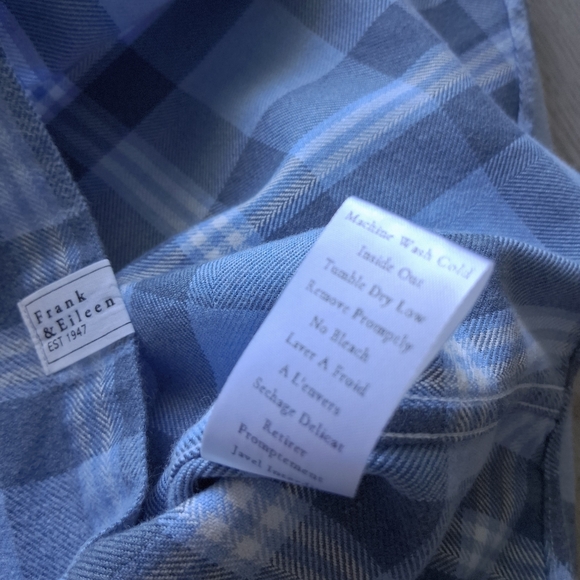 Frank
&Eileen
EST 1947
Machine Wash Cold
Inside Out
Tumble Dry Low
Remove Promptly
No Bleach
Laver A Froid
A L'envers
Sechage Delicat
Retirer
Promptement
Javel